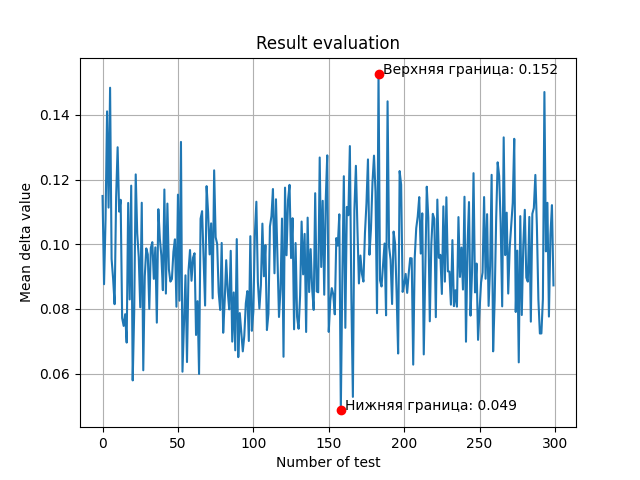 Result evaluation
Верхняя граница: 0.152
0.14
0.12
0.10
0.08
0.06
Mean delta value
Нижняя граница: 0.049
0 50 100 150 200 250 300
Number of test